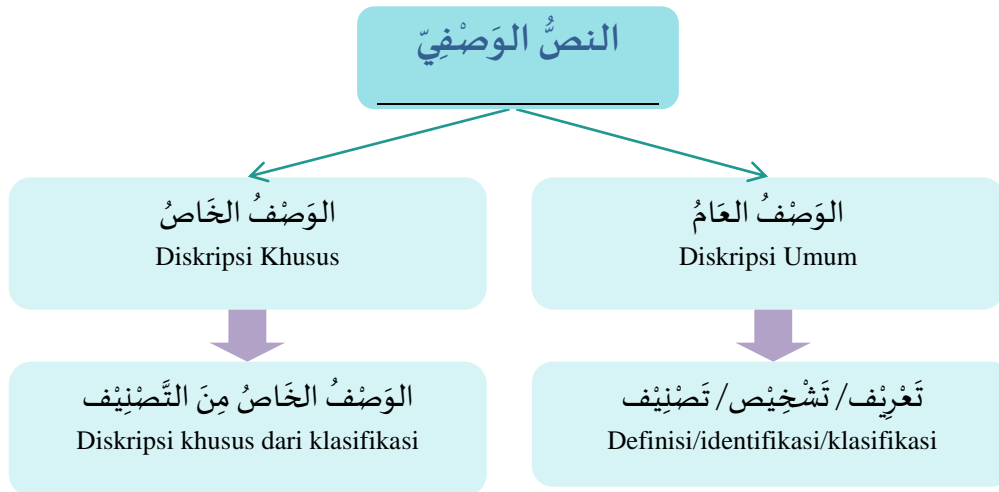 النصُّ الوَصْفِيّ
الوَصْفُ العَامُ
Diskripsi Umum
الوَصْفُ الخَاصُ
Diskripsi Khusus
تَعْرِيْف/ تَشْخِيْص/ تَصْنِيْف
Definisi/identifikasi/klasifikasi
الوَصْفُ الخَاصُ مِنَ التَّصْنِيْف
Diskripsi khusus dari klasifikasi